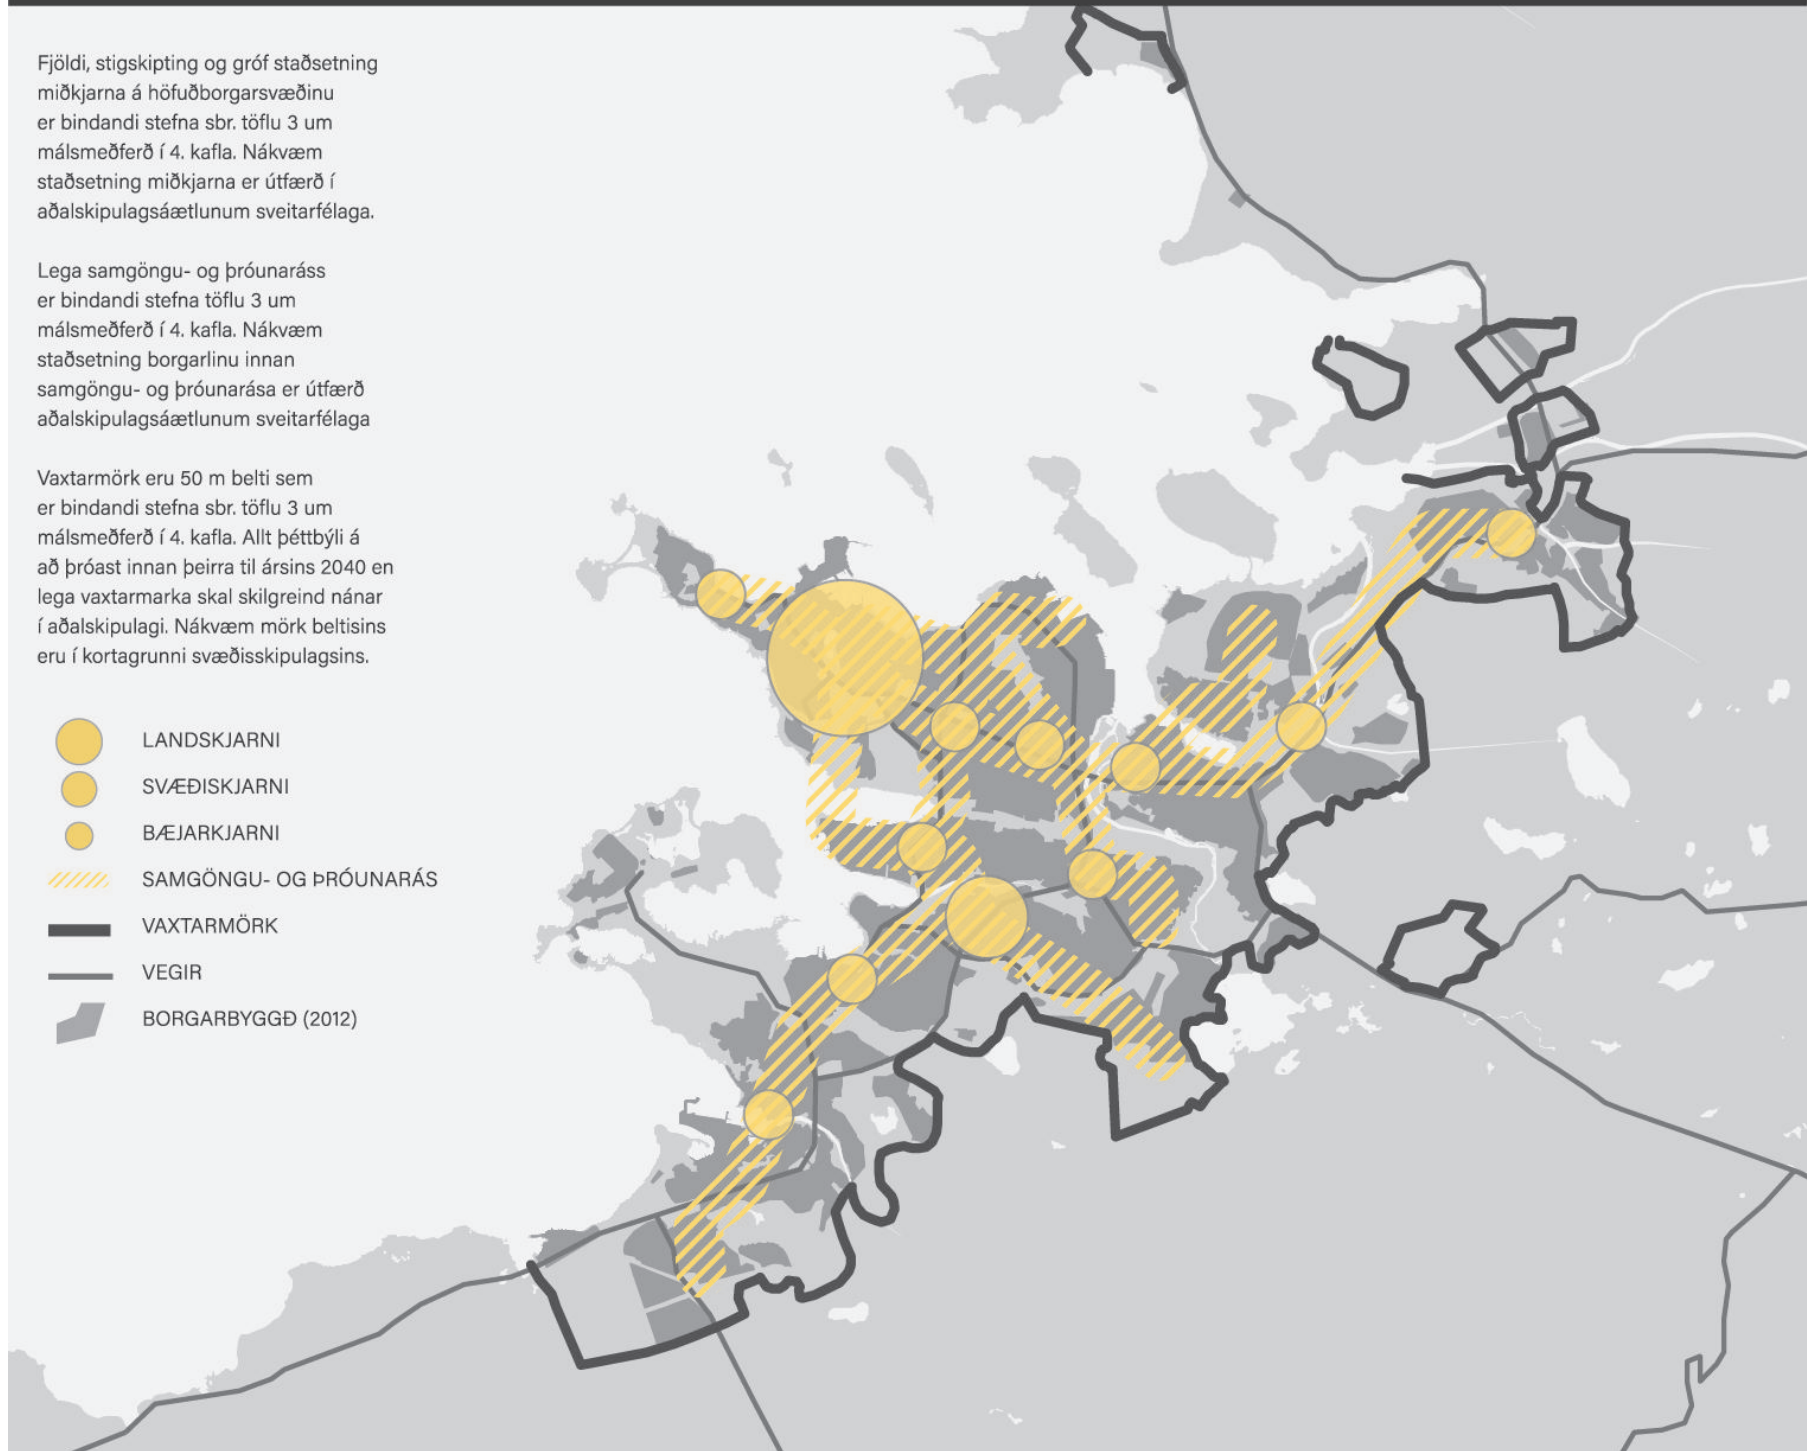 Fjöldi, stigskipting og gróf staðsetning
miðkjarna á höfuðborgarsvæðinu
er bindandi stefna sbr. töflu 3 um
málsmeðferð í 4. kafla. Nákvæm
staðsetning miðkjarna er útfærð í
aðalskipulagsáætlunum sveitarfélaga.
Lega samgöngu- og þróunaráss
er bindandi stefna töflu 3 um
málsmeðferð í 4. kafla. Nákvæm
staðsetning borgarlinu innan
samgöngu- og þróunarása er útfærð
aðalskipulagsáætlunum sveitarfélaga
Vaxtarmörk eru 50 m belti sem
er bindandi stefna sbr. töflu 3 um
málsmeðferð í 4. kafla. Allt þéttbýli á
að þróast innan þeirra til ársins 2040 en
lega vaxtarmarka skal skilgreind nánar
í aðalskipulagi. Nákvæm mörk beltisins
eru í kortagrunni svæðisskipulagsins.
LANDSKJARNI
SVÆÐISKJARNI
BÆJARKJARNI
SAMGÖNGU- OG ÞRÓUNARÁS
VAXTARMÖRK
VEGIR
BORGARBYGGÐ (2012)